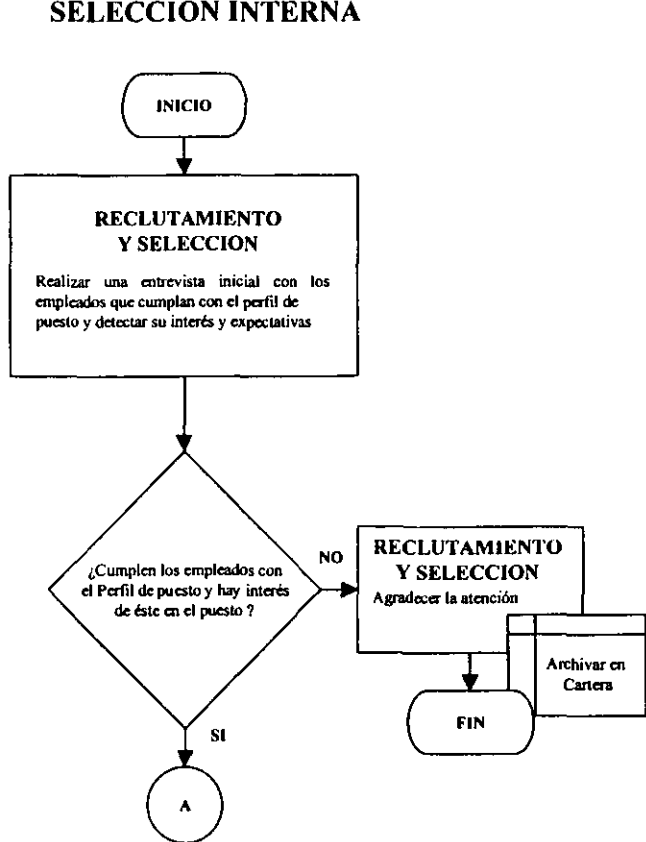 SELECCION INTERNA
INICIO
RECLUTAMIENTO
Y SELECCION
Realizar una entrevista inicial con los
empleados que cumplan con el perfil de
puesto y detectar su interés y expectativas
¿Cumplen los empleados con
el Perfil de puesto y hay interés
de éste en el puesto ?
NO
RECLUTAMIENTO
Y SELECCION
Agradecer la atención
Archivar en
Cartera
FIN
SI
A